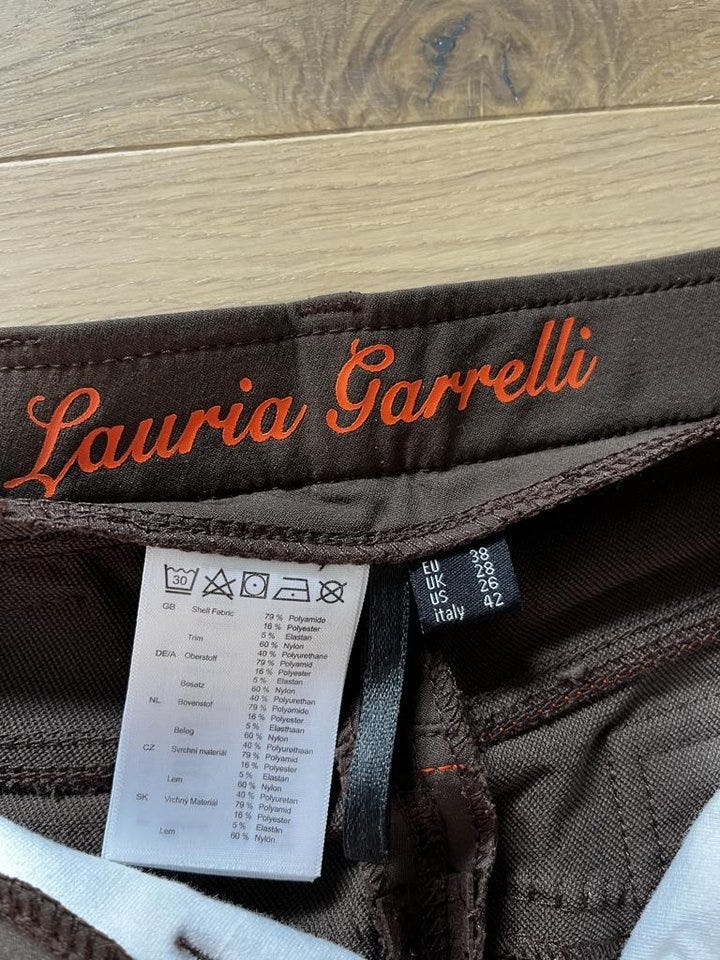 Lauria Garrelli
30
GB Shell Fabric 79 % Polyamide
16 % Polyester
Trim 5 % Elastan
60 % Nylon
DE/A Oberstoff 40 % Polyurethane
79 % Polyamid
16 % Polyester
Besatz 5 % Elastan
60 % Nylon
NL Bovenstof 40 % Polyurethan
79 % Polyamide
16 % Polyester
Beleg 5 % Elasthaan
60 % Nylon
CZ Svrchní materiál 40 % Polyurethaan
79 % Polyamid
16 % Polyester
Lem 5 % Elastan
60 % Nylon
SK Vrchný Materiál 40 % Polyuretan
79 % Polyamid
16 % Polyester
Lem 5 % Elastán
60 % Nylón
EU 38
UK 28
US 26
italy 42